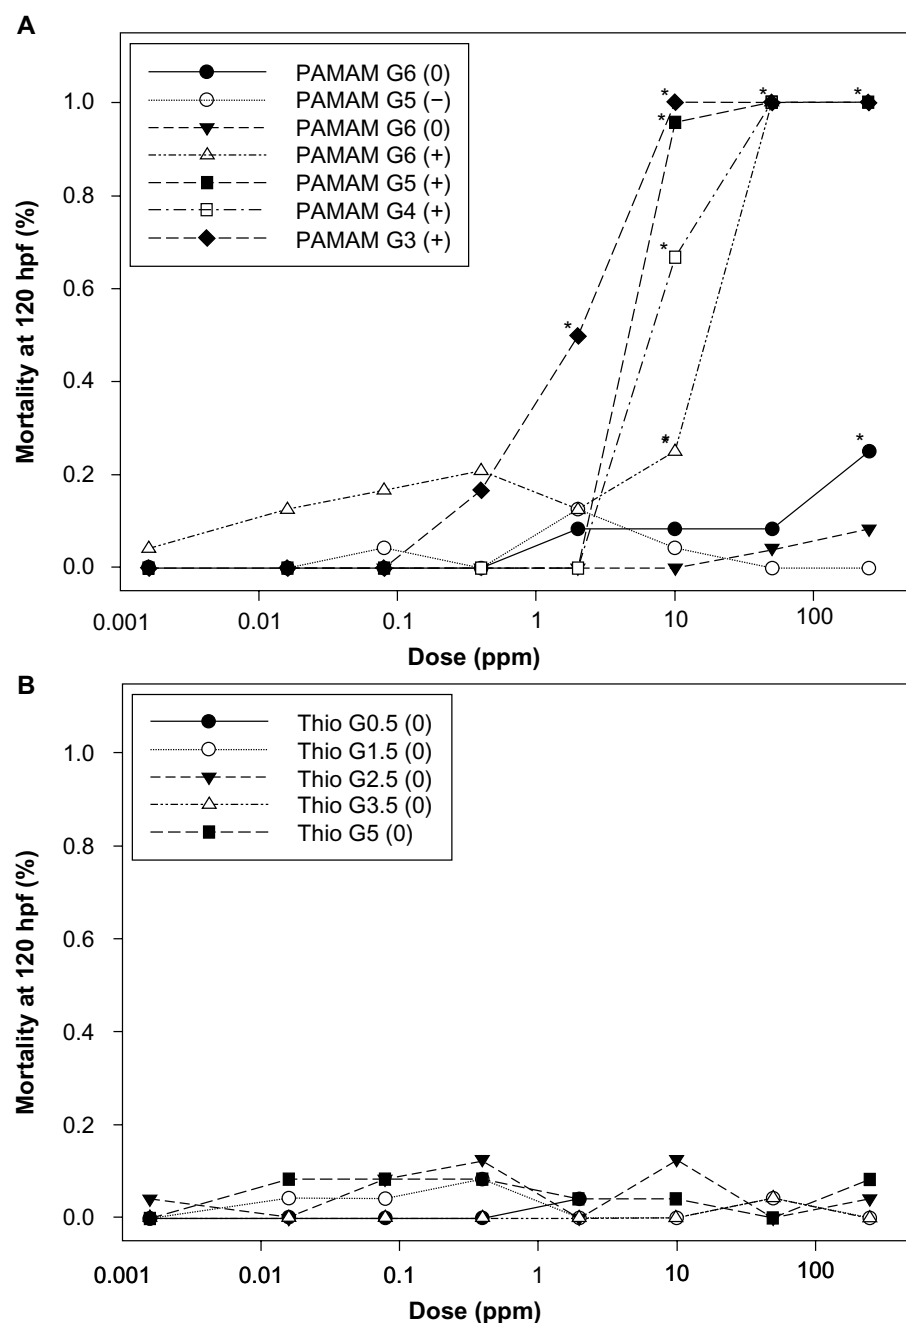 A
PAMAM G6 (0)
PAMAM G5 (−)
PAMAM G6 (0)
PAMAM G6 (+)
PAMAM G5 (+)
PAMAM G4 (+)
PAMAM G3 (+)
Mortality at 120 hpf (%)
1.0
0.8
0.6
0.4
0.2
0.0
* * *
*
*
*
*
*
*
0.001 0.01 0.1 1 10 100
Dose (ppm)
B
Thio G0.5 (0)
Thio G1.5 (0)
Thio G2.5 (0)
Thio G3.5 (0)
Thio G5 (0)
Mortality at 120 hpf (%)
1.0
0.8
0.6
0.4
0.2
0.0
0.001 0.01 0.1 1 10 100
Dose (ppm)